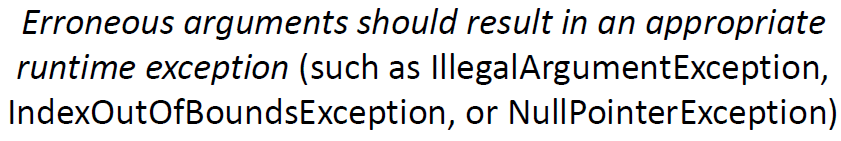 Erroneous arguments should result in an appropriate
runtime exception (such as IllegalArgumentException,
IndexOutOfBoundsException, or NullPointerException)